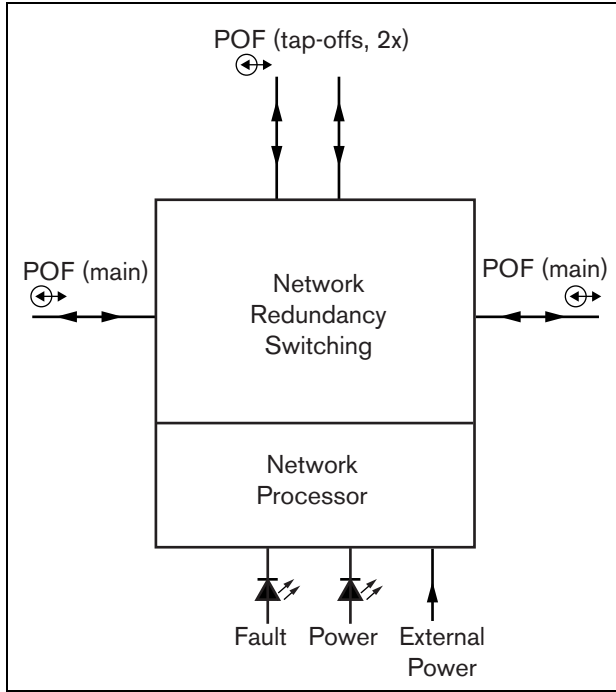 POF (tap-offs, 2x)
POF (main)
POF (main)
Network
Redundancy
Switching
Network
Processor
Fault
Power
External
Power